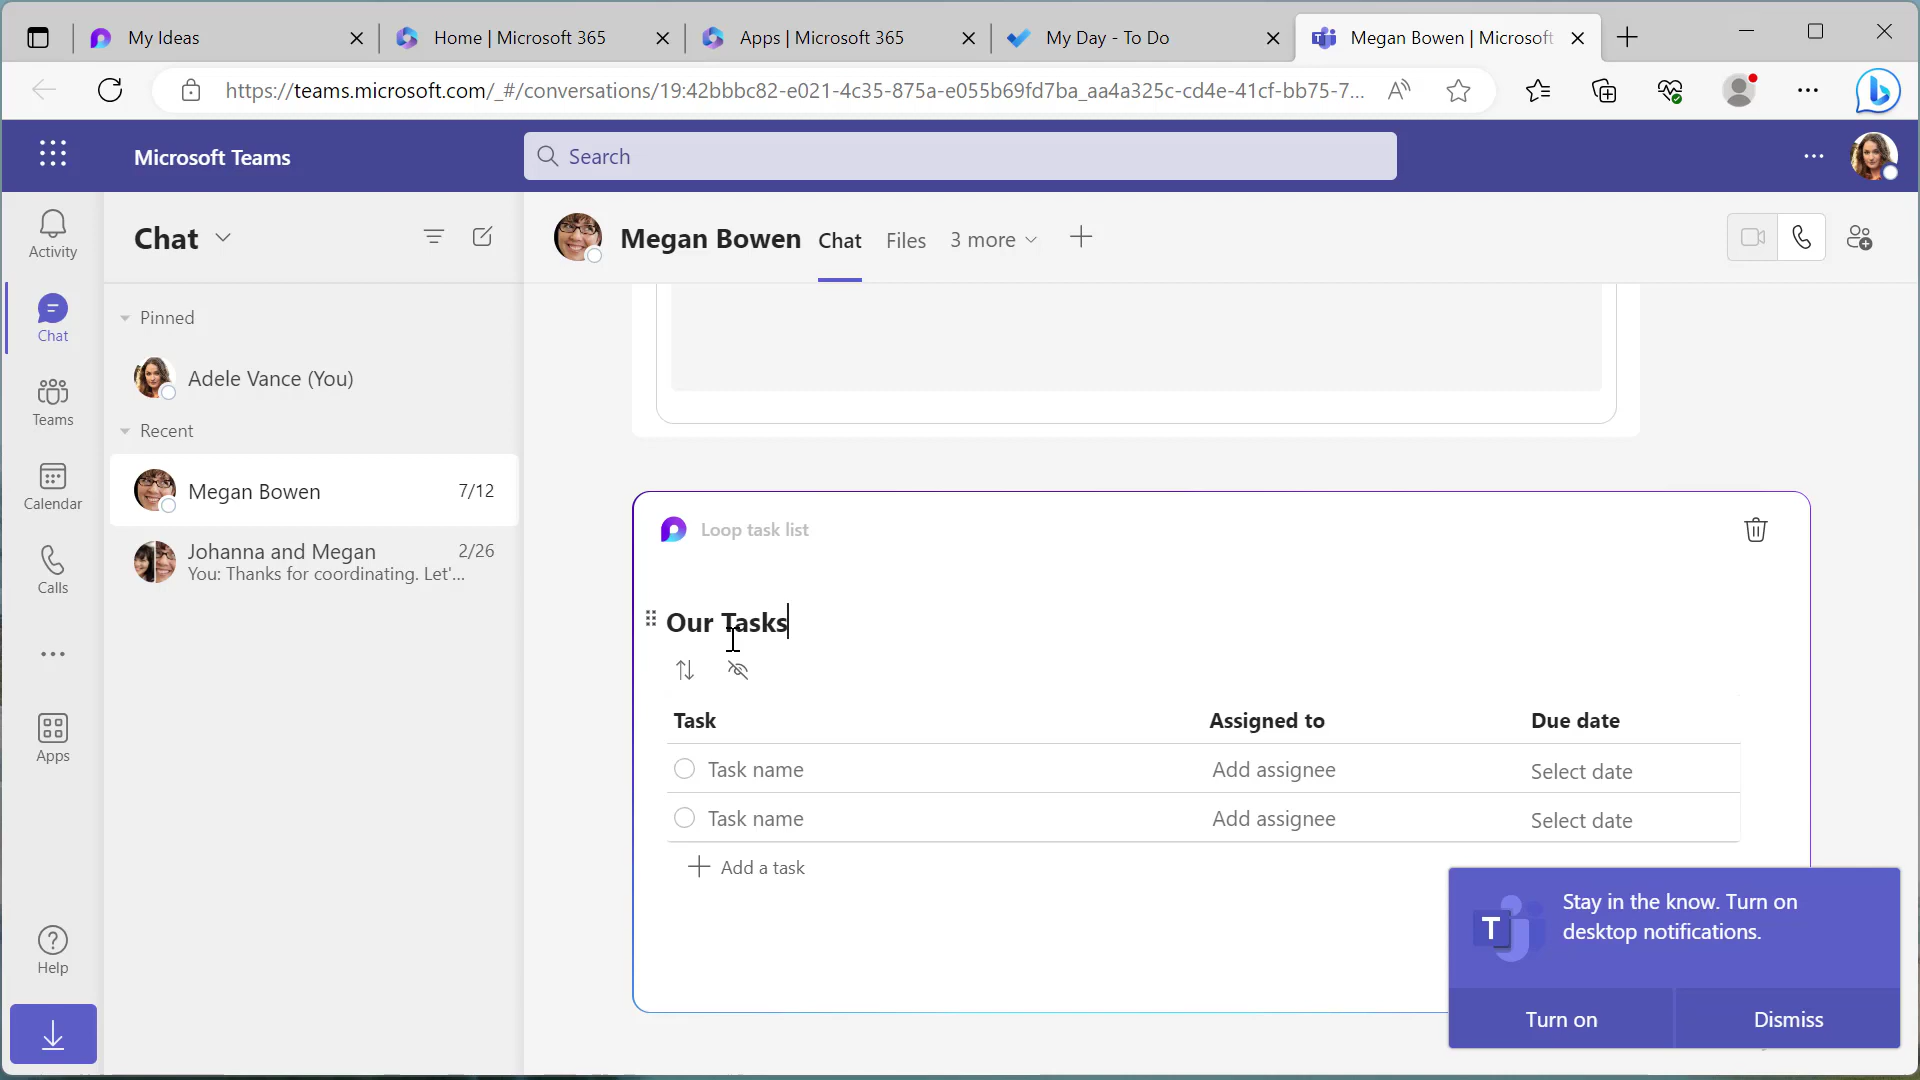 My Ideas
Home | Microsoft 365
Apps | Microsoft 365
My Day - To Do
Megan Bowen | Microsoft
https://teams.microsoft.com/_#/conversations/19:42bbbc82-e021-4c35-875a-e055b69fd7ba_aa4a325c-cd4e-41cf-bb75-7...
Microsoft Teams
Search
Activity
Chat
Teams
Calendar
Calls
Apps
Help
Chat
Pinned
Adele Vance (You)
Recent
Megan Bowen 7/12
Johanna and Megan 2/26
You: Thanks for coordinating. Let'...
Megan Bowen Chat Files 3 more
Loop task list
Our Tasks
Task Assigned to Due date
Task name Add assignee Select date
Task name Add assignee Select date
Add a task
T
Stay in the know. Turn on
desktop notifications.
Turn on Dismiss